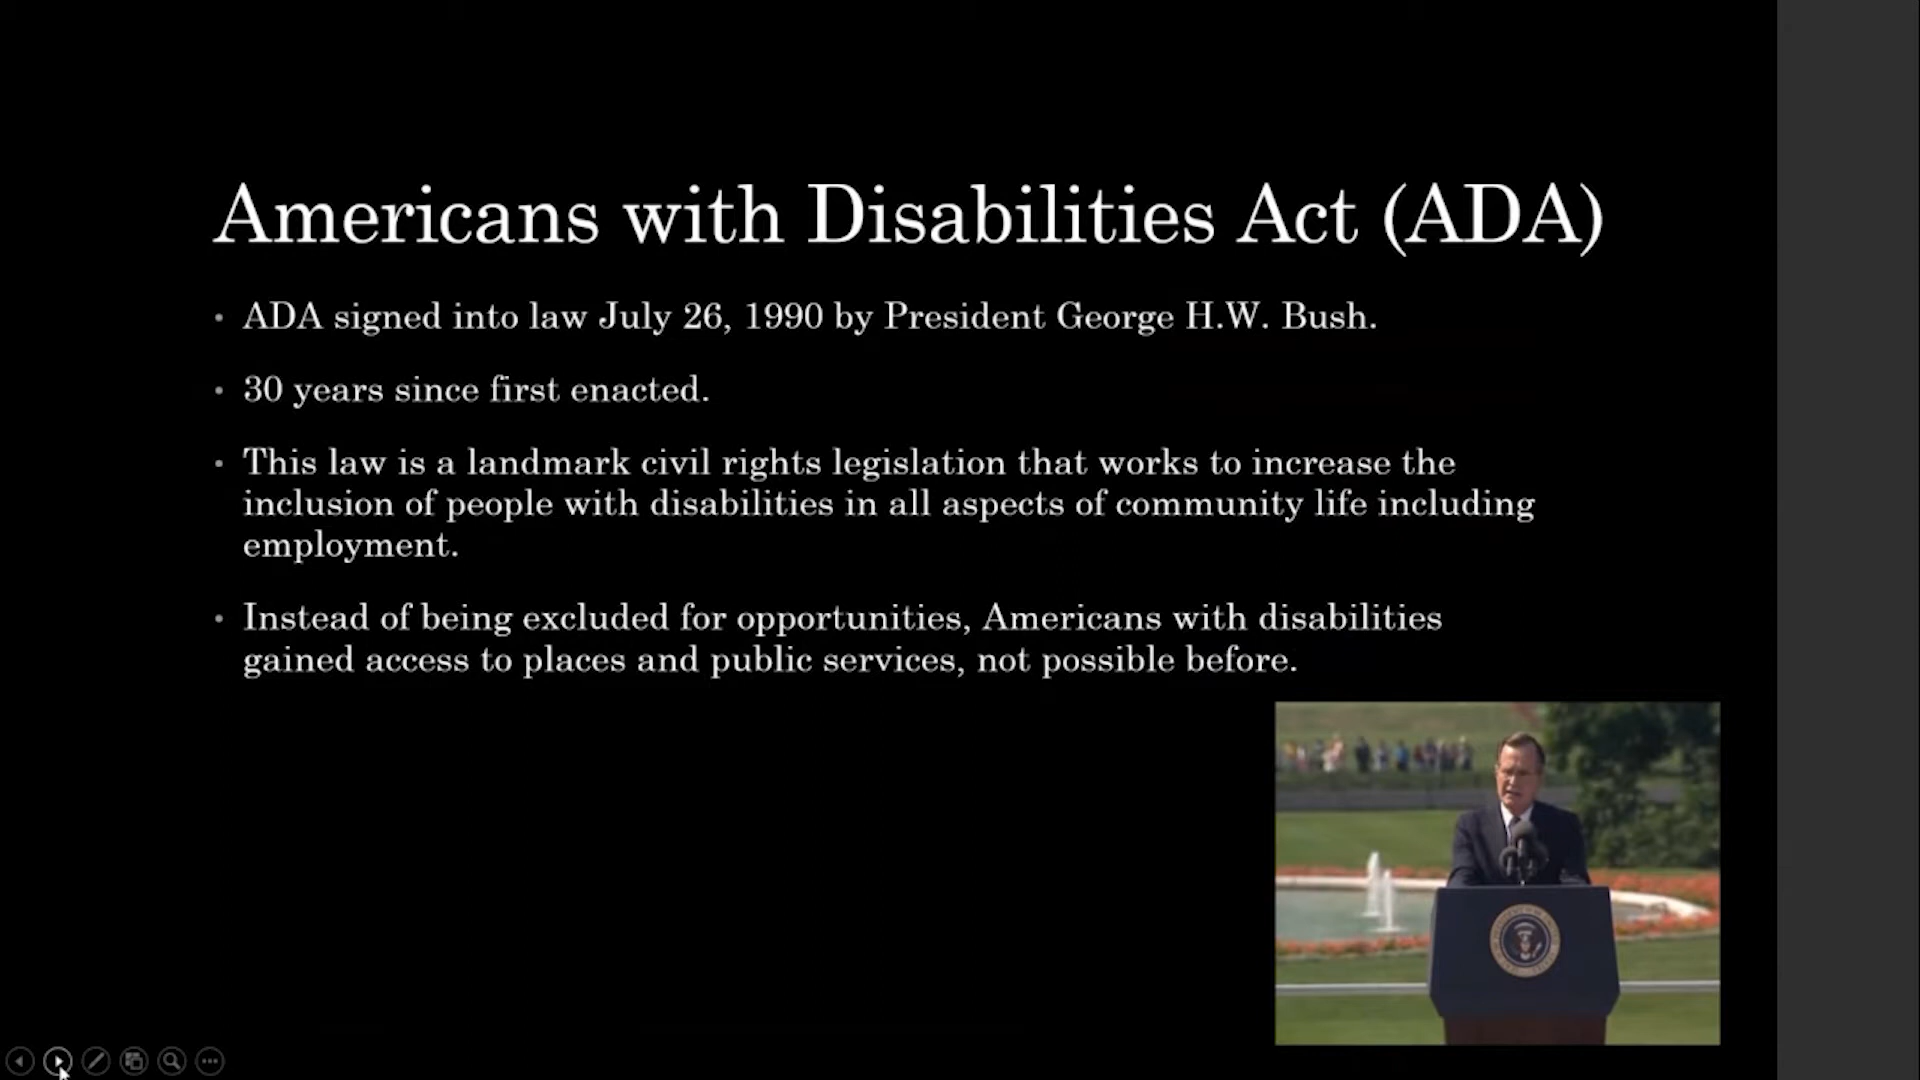 Americans with Disabilities Act (ADA)
• ADA signed into law July 26, 1990 by President George H.W. Bush.
• 30 years since first enacted.
• This law is a landmark civil rights legislation that works to increase the
inclusion of people with disabilities in all aspects of community life including
employment.
• Instead of being excluded for opportunities, Americans with disabilities
gained access to places and public services, not possible before.